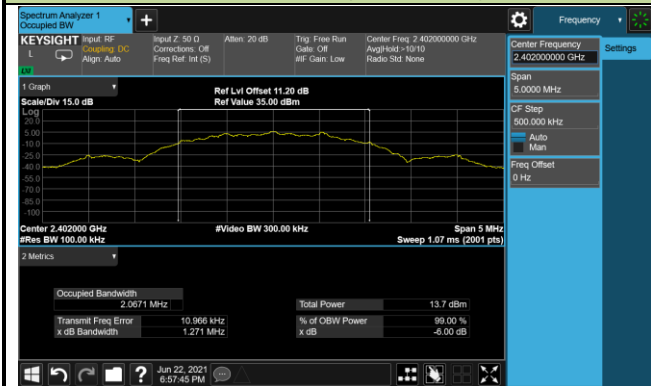 Spectrum Analyzer 1
Occupied BW
+
Frequency
KEYSIGHT
L
Input: RF
Coupling: DC
Align: Auto
Input Z: 50 Ω
Corrections: Off
Freq Ref: Int (S)
Atten: 20 dB
Trig: Free Run
Gate: Off
#IF Gain: Low
Center Freq: 2.402000000 GHz
Avg|Hold:>10/10
Radio Std: None
1 Graph
Scale/Div 15.0 dB
Ref Lvl Offset 11.20 dB
Ref Value 35.00 dBm
Log
20.0
5.00
-10.0
-25.0
-40.0
-55.0
-70.0
-85.0
-100
Center 2.402000 GHz
#Res BW 100.00 kHz
#Video BW 300.00 kHz
Span 5 MHz
Sweep 1.07 ms (2001 pts)
2 Metrics
Occupied Bandwidth
2.0671 MHz
Transmit Freq Error
10.966 kHz
x dB Bandwidth
1.271 MHz
Total Power
13.7 dBm
% of OBW Power
99.00 %
x dB
-6.00 dB
Center Frequency
2.402000000 GHz
Settings
Span
5.0000 MHz
CF Step
500.000 kHz
Auto
Man
Freq Offset
0 Hz
?
Jun 22, 2021
6:57:45 PM